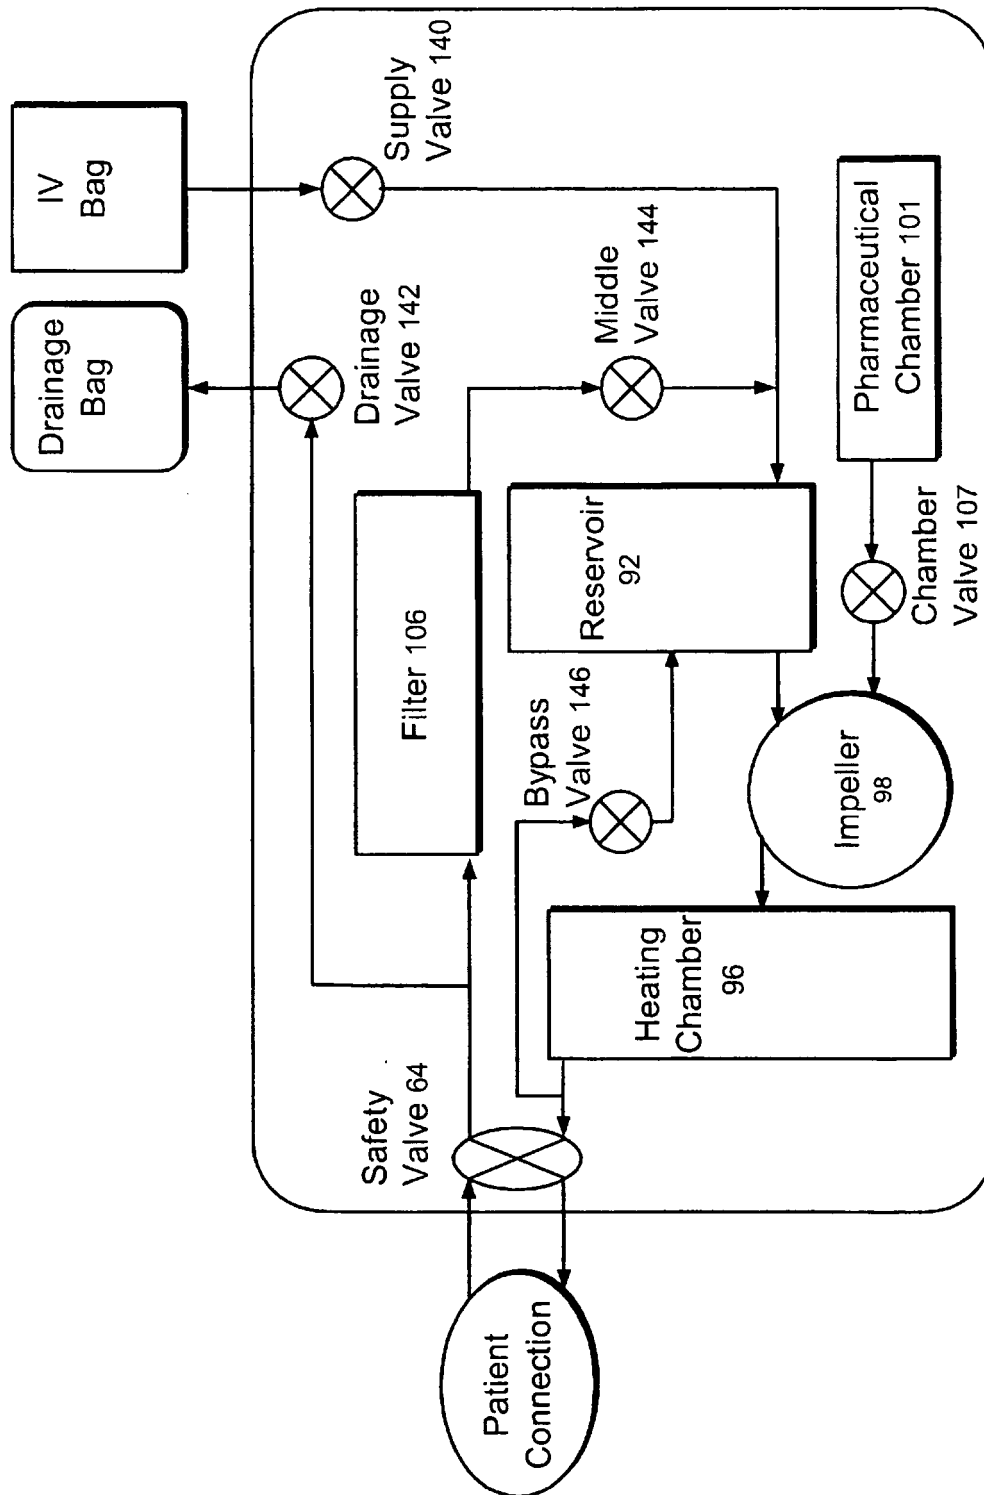 Drainage
Bag
IV
Bag
Drainage
Valve 142
Supply
Valve 140
Safety
Valve 64
Filter 106
Middle
Valve 144
Patient
Connection
Bypass
Valve 146
Reservoir
92
Heating
Chamber
96
Impeller
98
Chamber
Valve 107
Pharmaceutical
Chamber 101